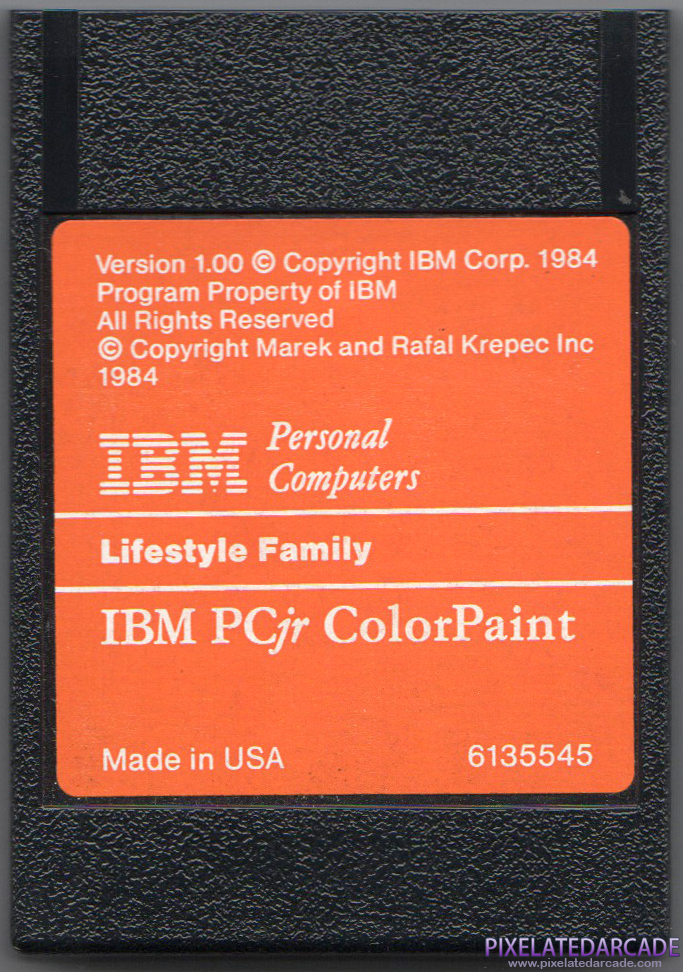 Version 1.00 © Copyright IBM Corp. 1984
Program Property of IBM
All Rights Reserved
© Copyright Marek and Rafal Krepec Inc
1984
IBM Personal
Computers
Lifestyle Family
IBM PCjr ColorPaint
Made in USA 6135545
PIXELATEDARCADE
www.pixelatedarcade.com